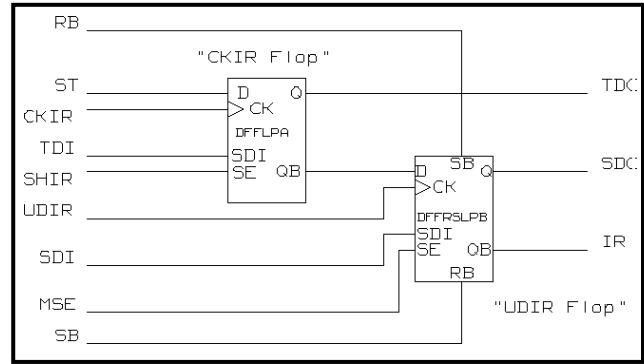 RB
"CKIR Flop"
ST
D Q
TDO
CKIR
CK
DFFLPA
TDI
SDI
SB
SHIR
SE QB
D Q
SDO
CK
UDIR
DFFRSLPB
SDI
SDI
SE QB
IR
RB
MSE
"UDIR Flop"
SB